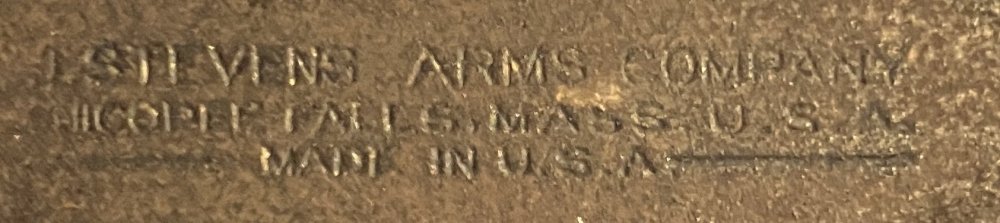 J. STEVENS ARMS COMPANY
CHICOPEE FALLS, MASS. U.S.A.
MADE IN U.S.A.